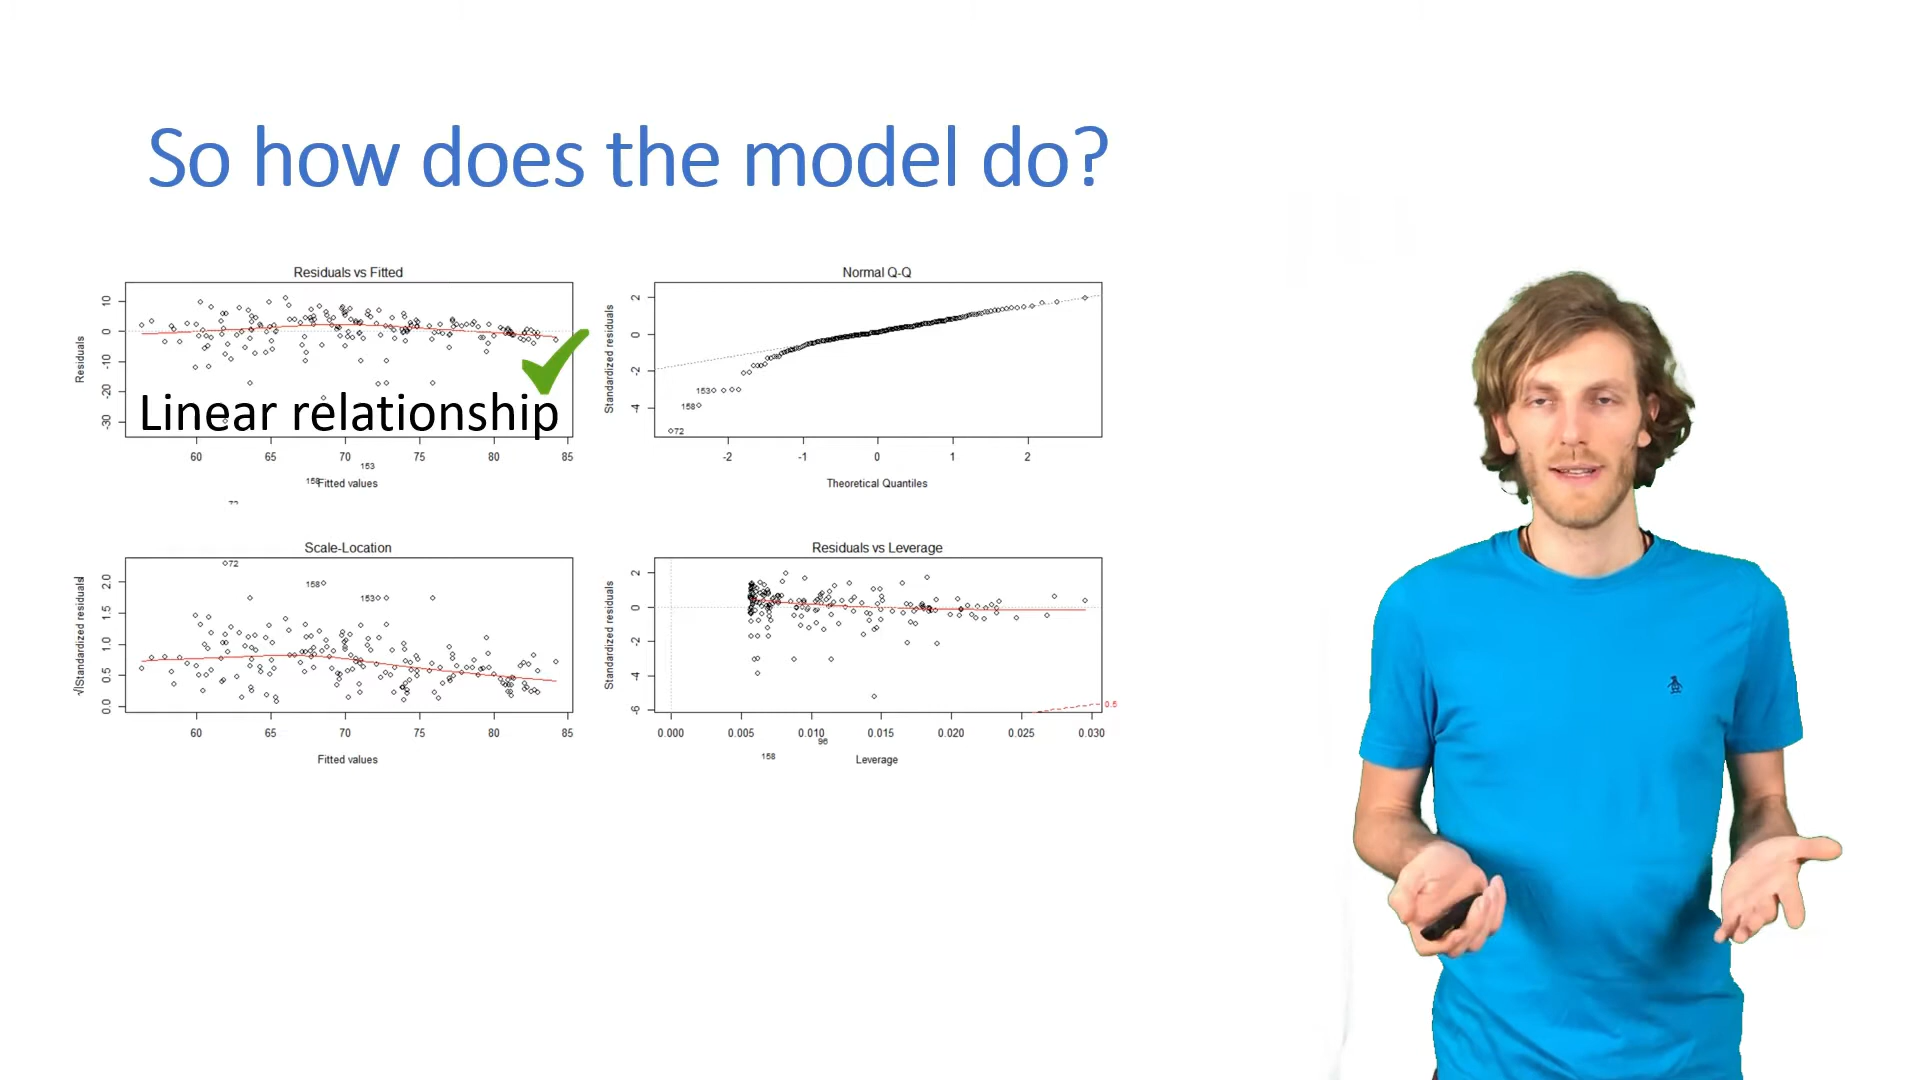 So how does the model do?
Residuals vs Fitted
Residuals
10
0
-10
-20
-30
Linear relationship
60 65 70 75 80 85
153
158
Fitted values
72
Normal Q-Q
Standardized residuals
2
0
-2
-4
153
158
72
-2 -1 0 1 2
Theoretical Quantiles
Scale-Location
√|Standardized residuals|
2.0
1.5
1.0
0.5
0.0
72
158
153
60 65 70 75 80 85
Fitted values
Residuals vs Leverage
Standardized residuals
2
0
-2
-4
-6
0.5
0.000 0.005 0.010 0.015 0.020 0.025 0.030
96
158
Leverage